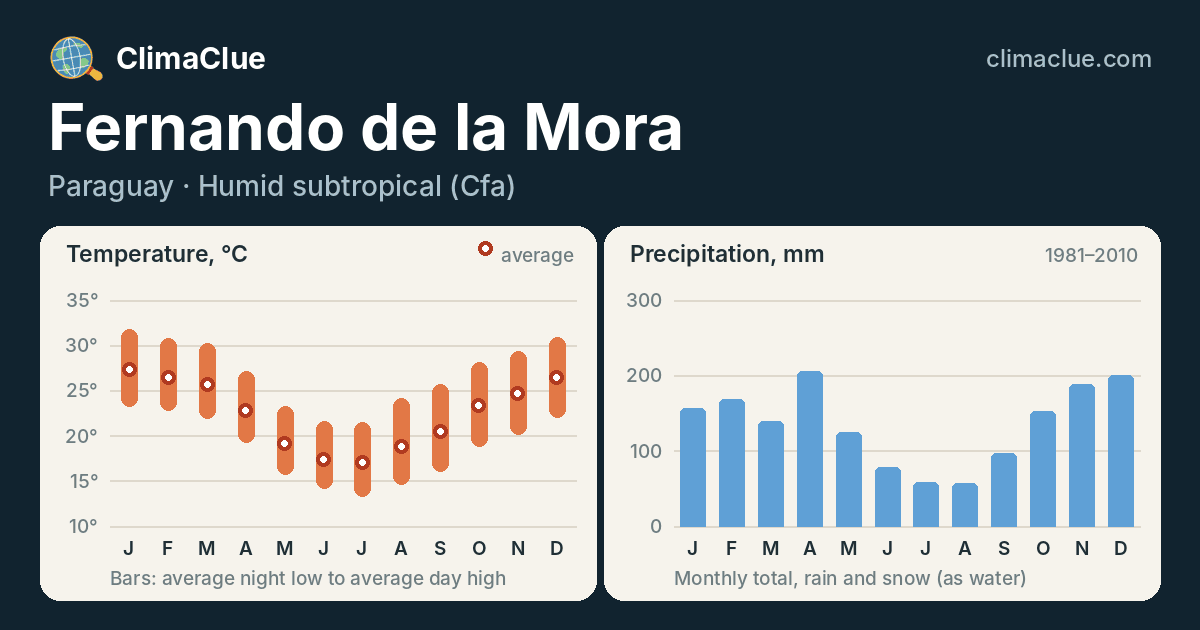 ClimaClue
climaclue.com
Fernando de la Mora
Paraguay · Humid subtropical (Cfa)
Temperature, °C
average
35°
30°
25°
20°
15°
10°
J F M A M J J A S O N D
Bars: average night low to average day high
Precipitation, mm
1981–2010
300
200
100
0
J F M A M J J A S O N D
Monthly total, rain and snow (as water)